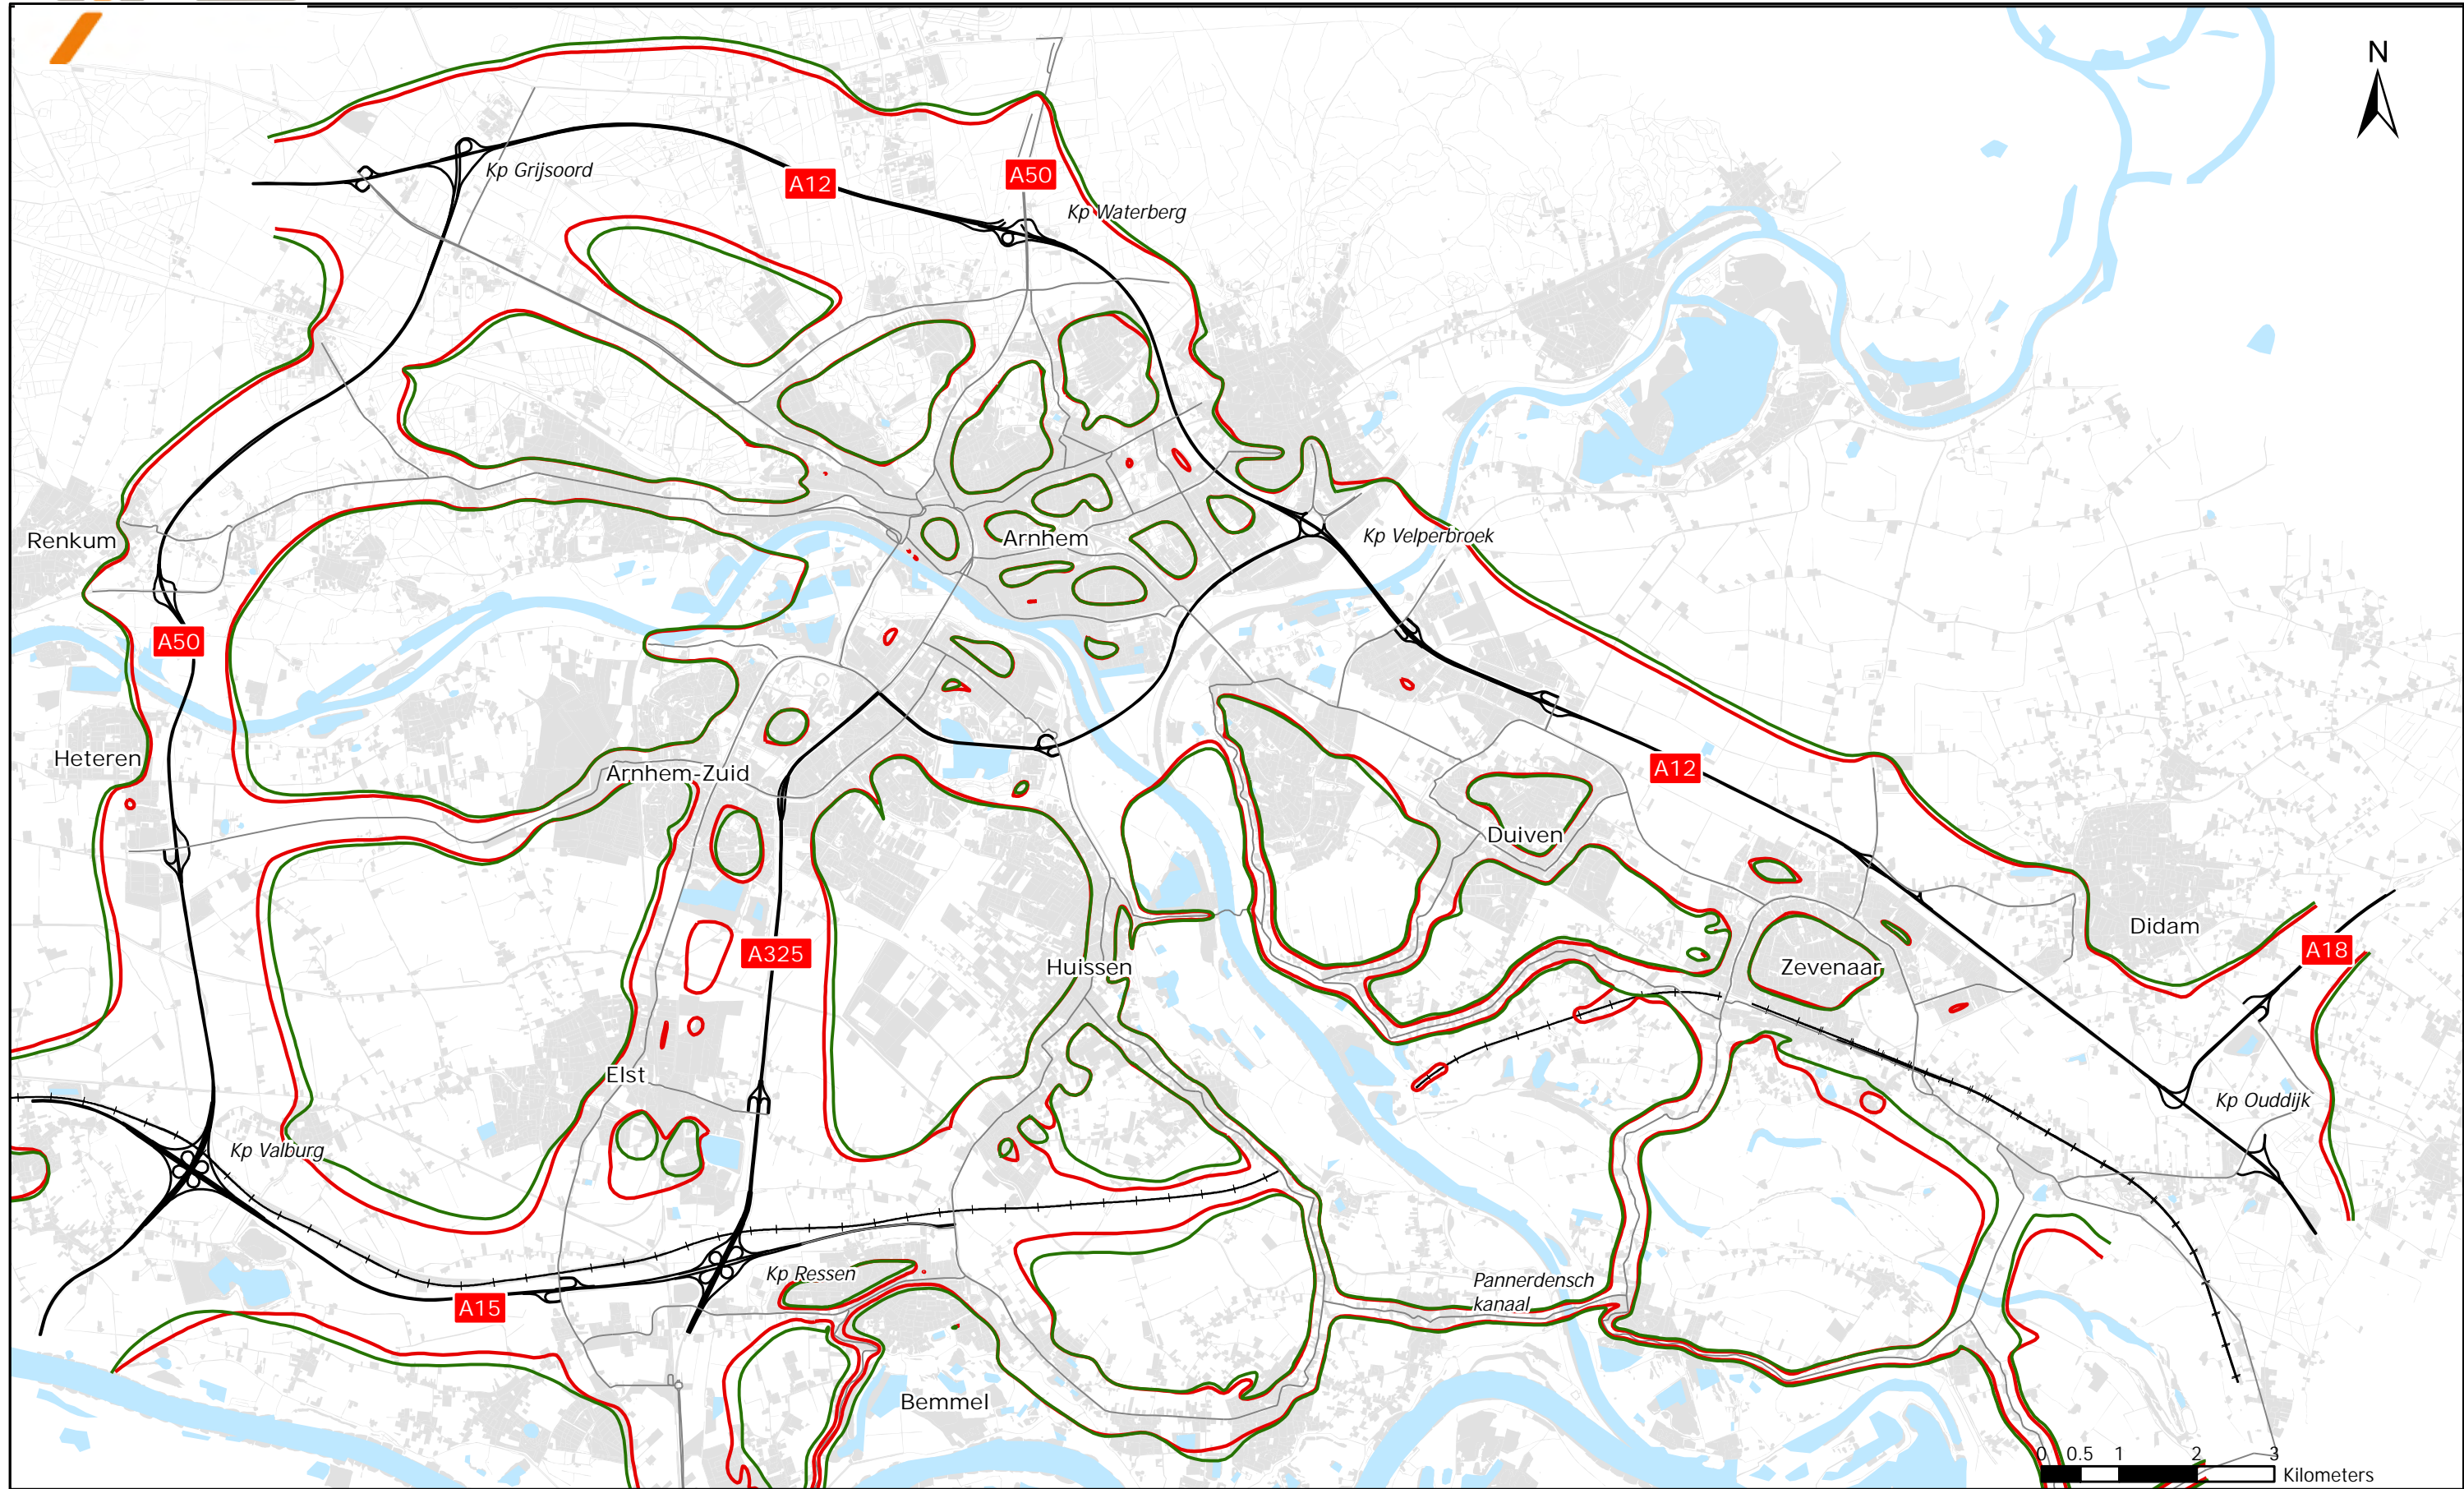 N
Kp Grijsoord
A12
A50
Kp Waterberg
Renkum
Arnhem
Kp Velperbroek
A50
Heteren
Arnhem-Zuid
A12
Duiven
Didam
A325
A18
Huissen
Zevenaar
Elst
Kp Ouddijk
Kp Valburg
Kp Ressen
Pannerdensch
kanaal
A15
Bemmel
0 0.5 1 2 3
Kilometers